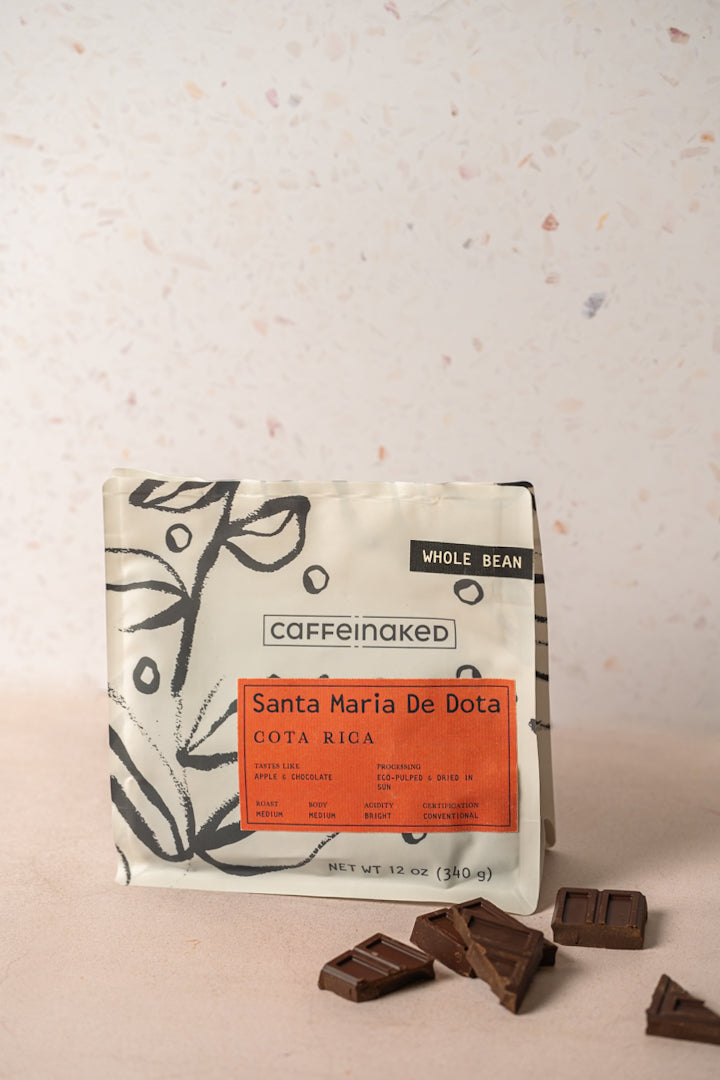 WHOLE BEAN
CAFFEINAKED
Santa Maria De Dota
COTA RICA
TASTES LIKE
APPLE & CHOCOLATE
PROCESSING
ECO-PULPED & DRIED IN
SUN
ROAST
MEDIUM
BODY
MEDIUM
ACIDITY
BRIGHT
CERTIFICATION
CONVENTIONAL
NET WT 12 oz (340 g)